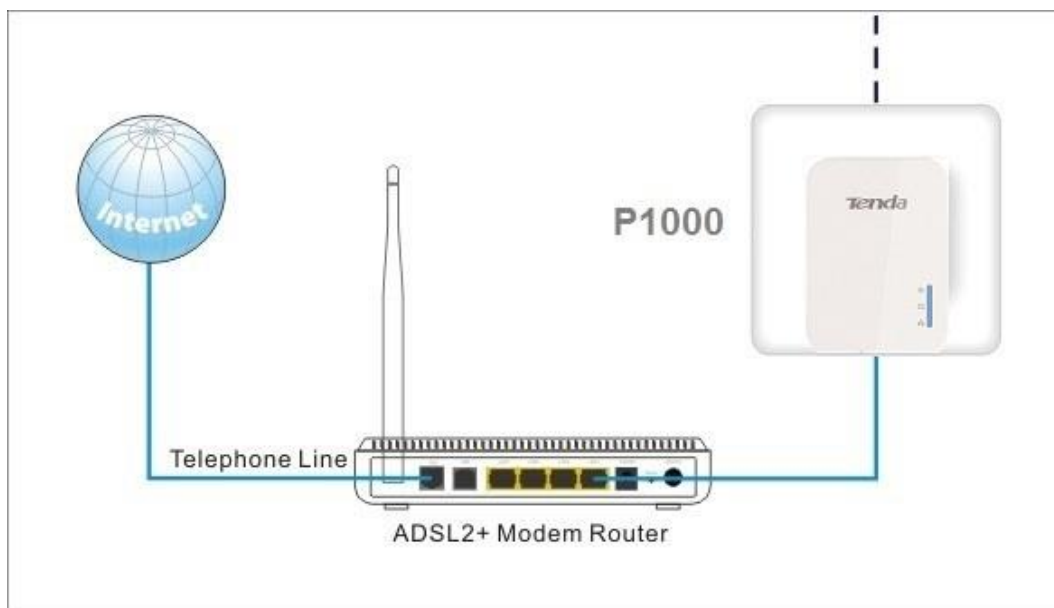 Internet
P1000
Tenda
Telephone Line
ADSL2+ Modem Router